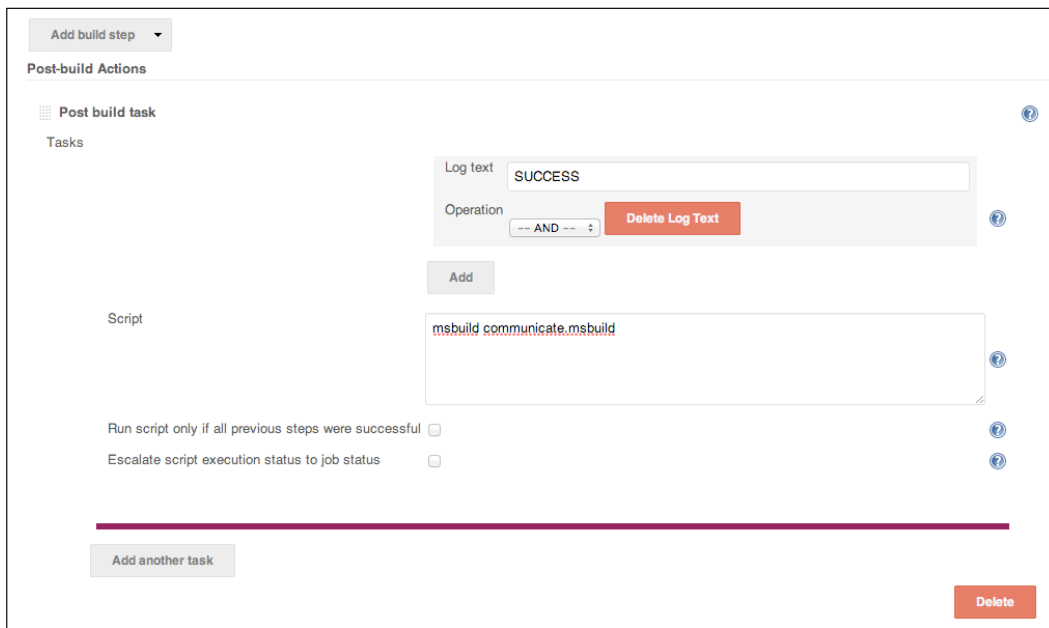 Add build step
Post-build Actions
Post build task
Tasks
Log text
SUCCESS
Operation
-- AND --
Delete Log Text
Add
Script
msbuild communicate.msbuild
Run script only if all previous steps were successful
Escalate script execution status to job status
Add another task
Delete